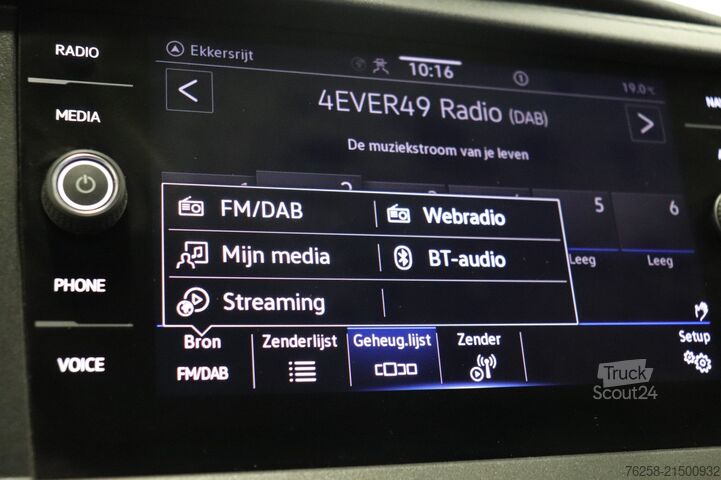 RADIO
MEDIA
PHONE
VOICE
Ekkersrijt
10:16
1
19.0°C
4EVER49 Radio (DAB)
De muziekstroom van je leven
5
6
Leeg
Leeg
FM/DAB
Webradio
Mijn media
BT-audio
Streaming
Bron
FM/DAB
Zenderlijst
Geheug.lijst
Zender
Setup
Truck
Scout24
76258-21500932